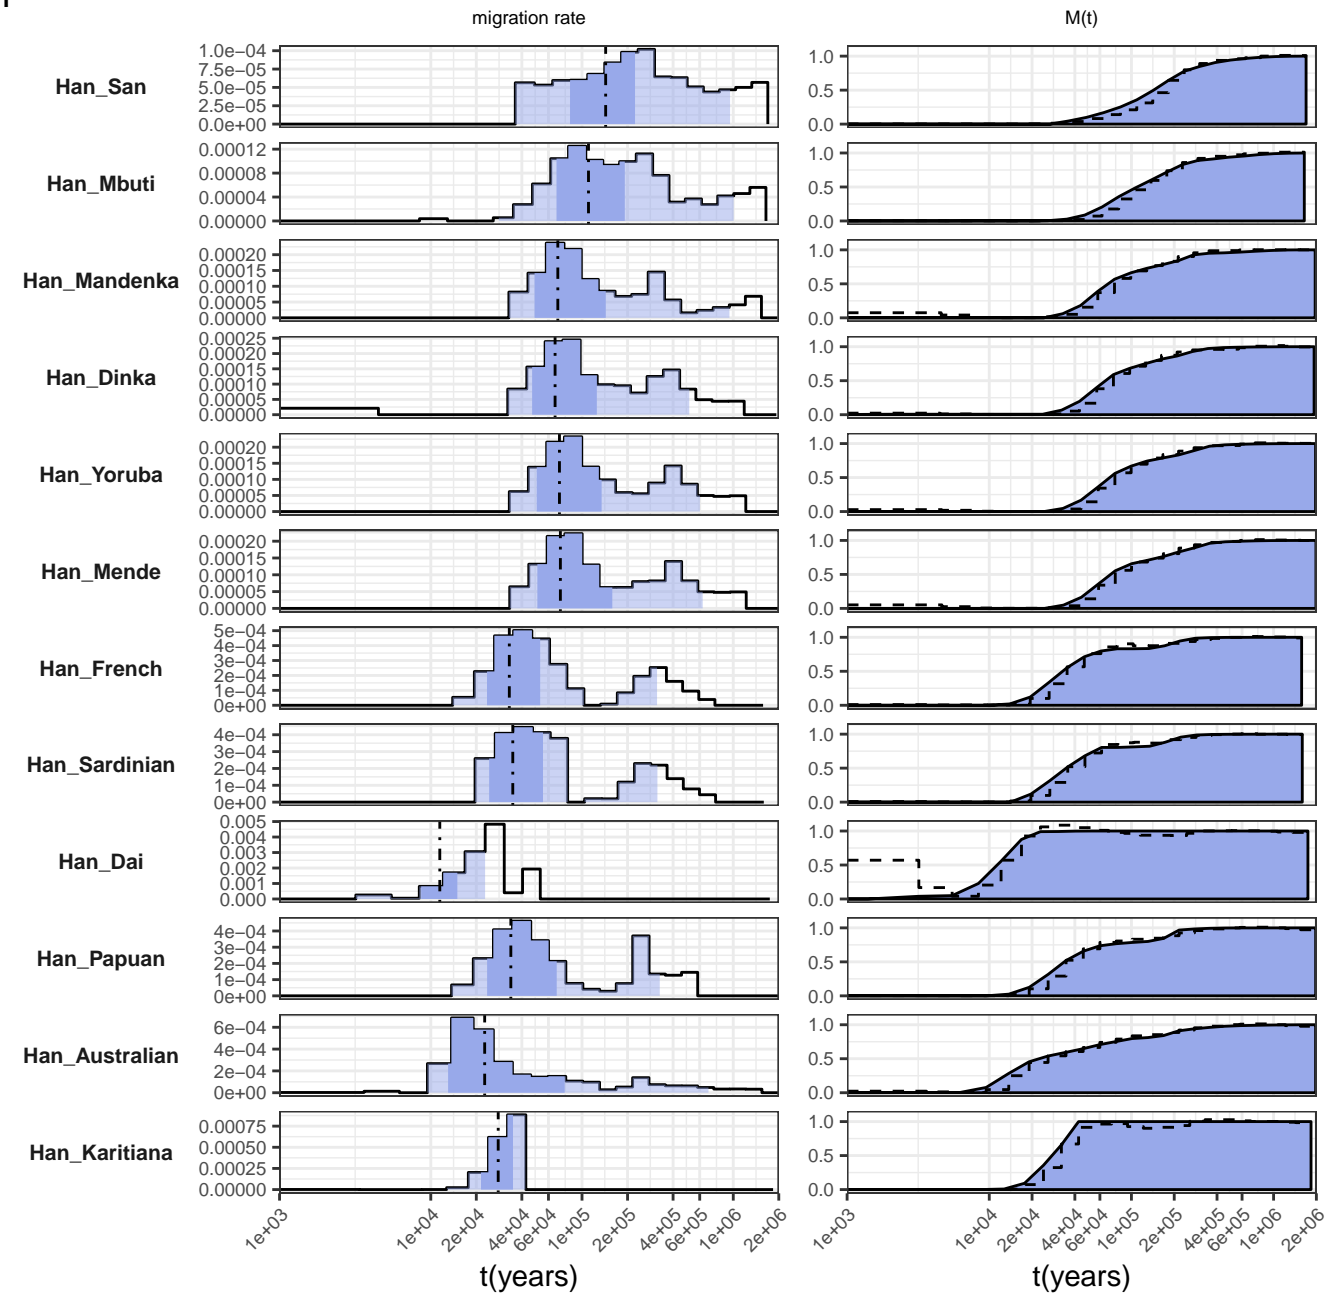 migration rate M(t)
Han_San
1.0e−04
7.5e−05
5.0e−05
2.5e−05
0.0e+00
1.0
0.5
0.0
Han_Mbuti
0.00012
0.00008
0.00004
0.00000
1.0
0.5
0.0
Han_Mandenka
0.00020
0.00015
0.00010
0.00005
0.00000
1.0
0.5
0.0
Han_Dinka
0.00025
0.00020
0.00015
0.00010
0.00005
0.00000
1.0
0.5
0.0
Han_Yoruba
0.00020
0.00015
0.00010
0.00005
0.00000
1.0
0.5
0.0
Han_Mende
0.00020
0.00015
0.00010
0.00005
0.00000
1.0
0.5
0.0
Han_French
5e−04
4e−04
3e−04
2e−04
1e−04
0e+00
1.0
0.5
0.0
Han_Sardinian
4e−04
3e−04
2e−04
1e−04
0e+00
1.0
0.5
0.0
Han_Dai
0.005
0.004
0.003
0.002
0.001
0.000
1.0
0.5
0.0
Han_Papuan
4e−04
3e−04
2e−04
1e−04
0e+00
1.0
0.5
0.0
Han_Australian
6e−04
4e−04
2e−04
0e+00
1.0
0.5
0.0
Han_Karitiana
0.00075
0.00050
0.00025
0.00000
1.0
0.5
0.0
1e+03 1e+04 2e+04 4e+04 6e+04 1e+05 2e+05 4e+05 6e+05 1e+06 2e+06
1e+03 1e+04 2e+04 4e+04 6e+04 1e+05 2e+05 4e+05 6e+05 1e+06 2e+06
t(years) t(years)